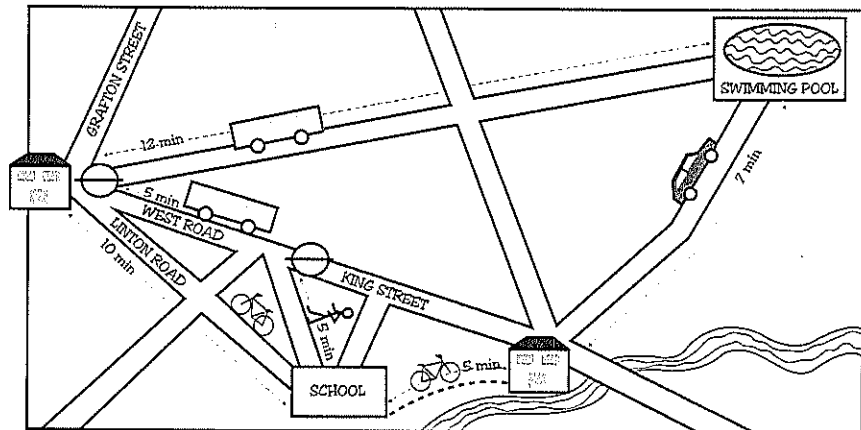 GRAFTON STREET
SWIMMING POOL
12 min
7 min
5 min
WEST ROAD
LINTON ROAD
10 min
KING STREET
5 min
5 min
SCHOOL